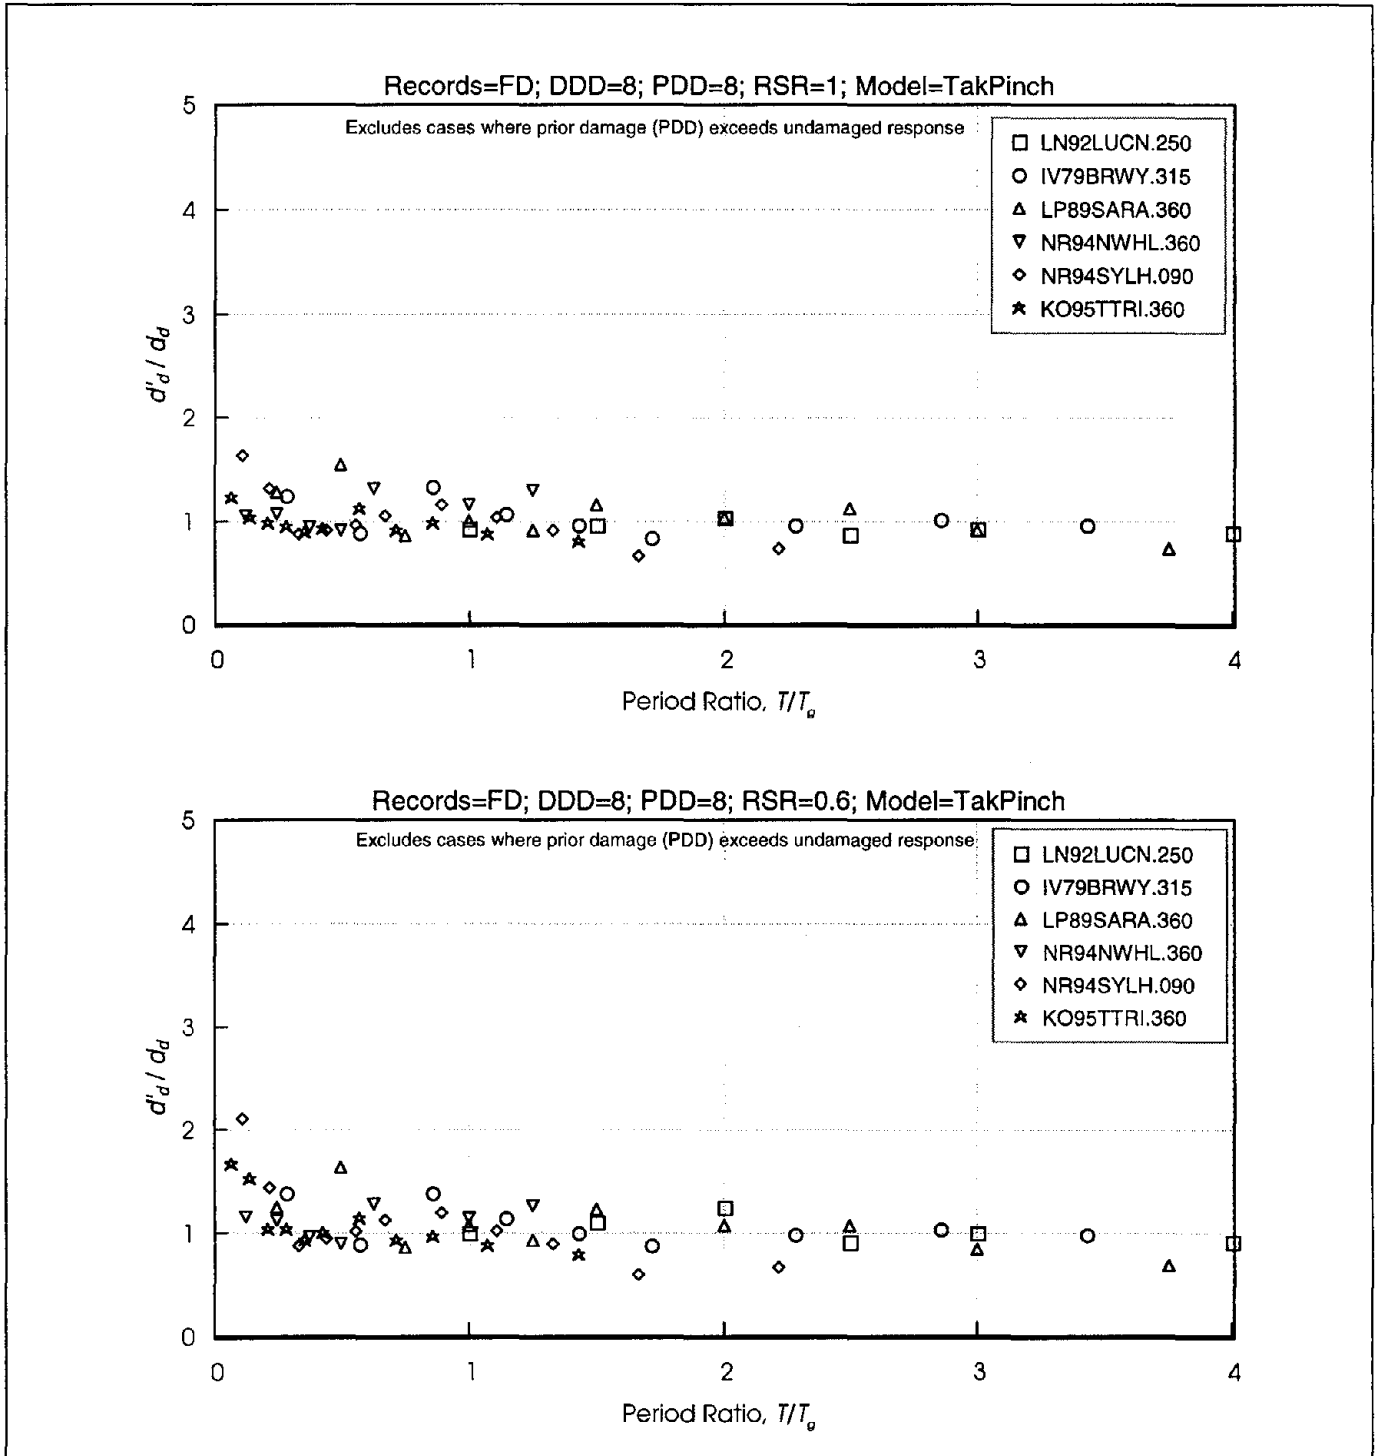 Records=FD; DDD=8; PDD=8; RSR=1; Model=TakPinch
Excludes cases where prior damage (PDD) exceeds undamaged response
LN92LUCN.250
IV79BRWY.315
LP89SARA.360
NR94NWHL.360
NR94SYLH.090
KO95TTRI.360
5
4
3
2
1
0
d'd / dd
0 1 2 3 4
Period Ratio, T/Tg
Records=FD; DDD=8; PDD=8; RSR=0.6; Model=TakPinch
Excludes cases where prior damage (PDD) exceeds undamaged response
LN92LUCN.250
IV79BRWY.315
LP89SARA.360
NR94NWHL.360
NR94SYLH.090
KO95TTRI.360
5
4
3
2
1
0
d'd / dd
0 1 2 3 4
Period Ratio, T/Tg